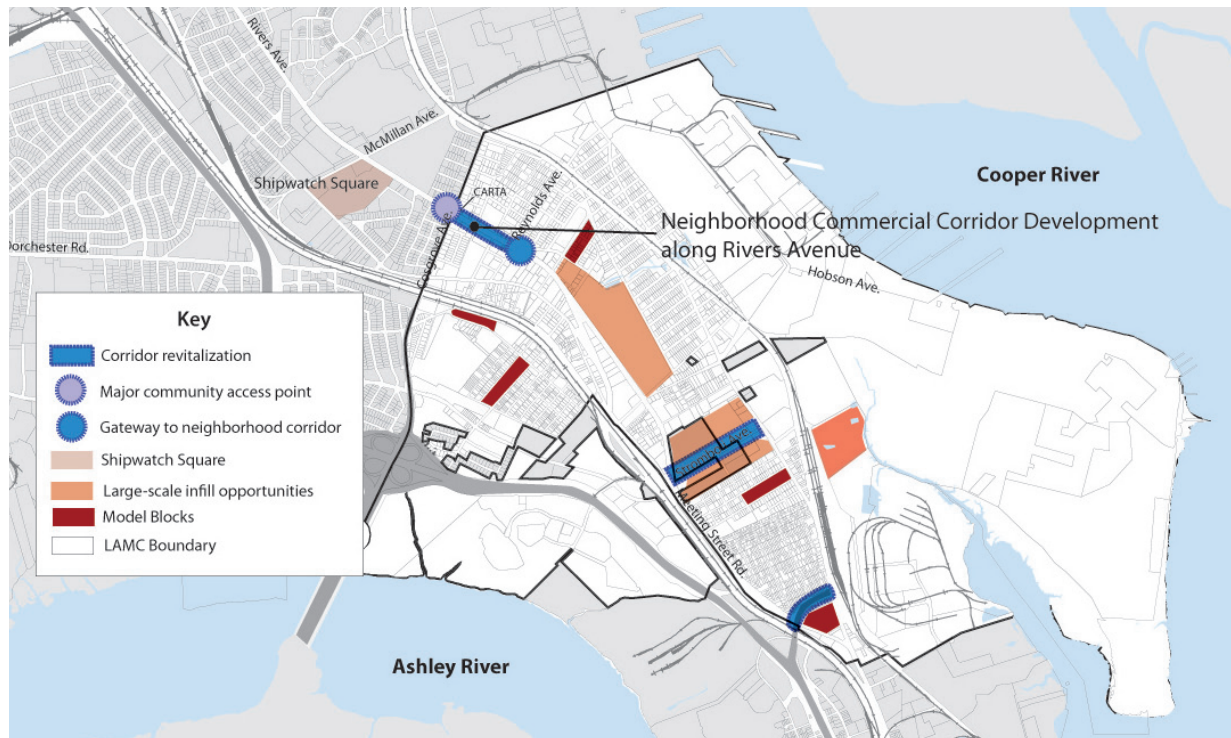 Rivers Ave.
McMillan Ave.
Shipwatch Square
CARTA
Reynolds Ave.
Cosgrove Ave.
Cooper River
Neighborhood Commercial Corridor Development
along Rivers Avenue
Dorchester Rd.
Hobson Ave.
Key
Corridor revitalization
Major community access point
Gateway to neighborhood corridor
Shipwatch Square
Large-scale infill opportunities
Model Blocks
LAMC Boundary
Stromboli Ave.
Meeting Street Rd.
Ashley River